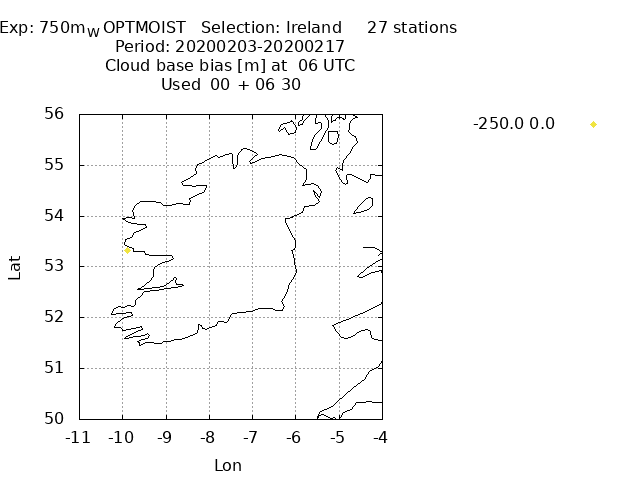 Exp: 750mW OPTMOIST Selection: Ireland 27 stations
Period: 20200203-20200217
Cloud base bias [m] at 06 UTC
Used 00 + 06 30
-250.0 0.0
56
55
54
53
52
51
50
Lat
-11 -10 -9 -8 -7 -6 -5 -4
Lon